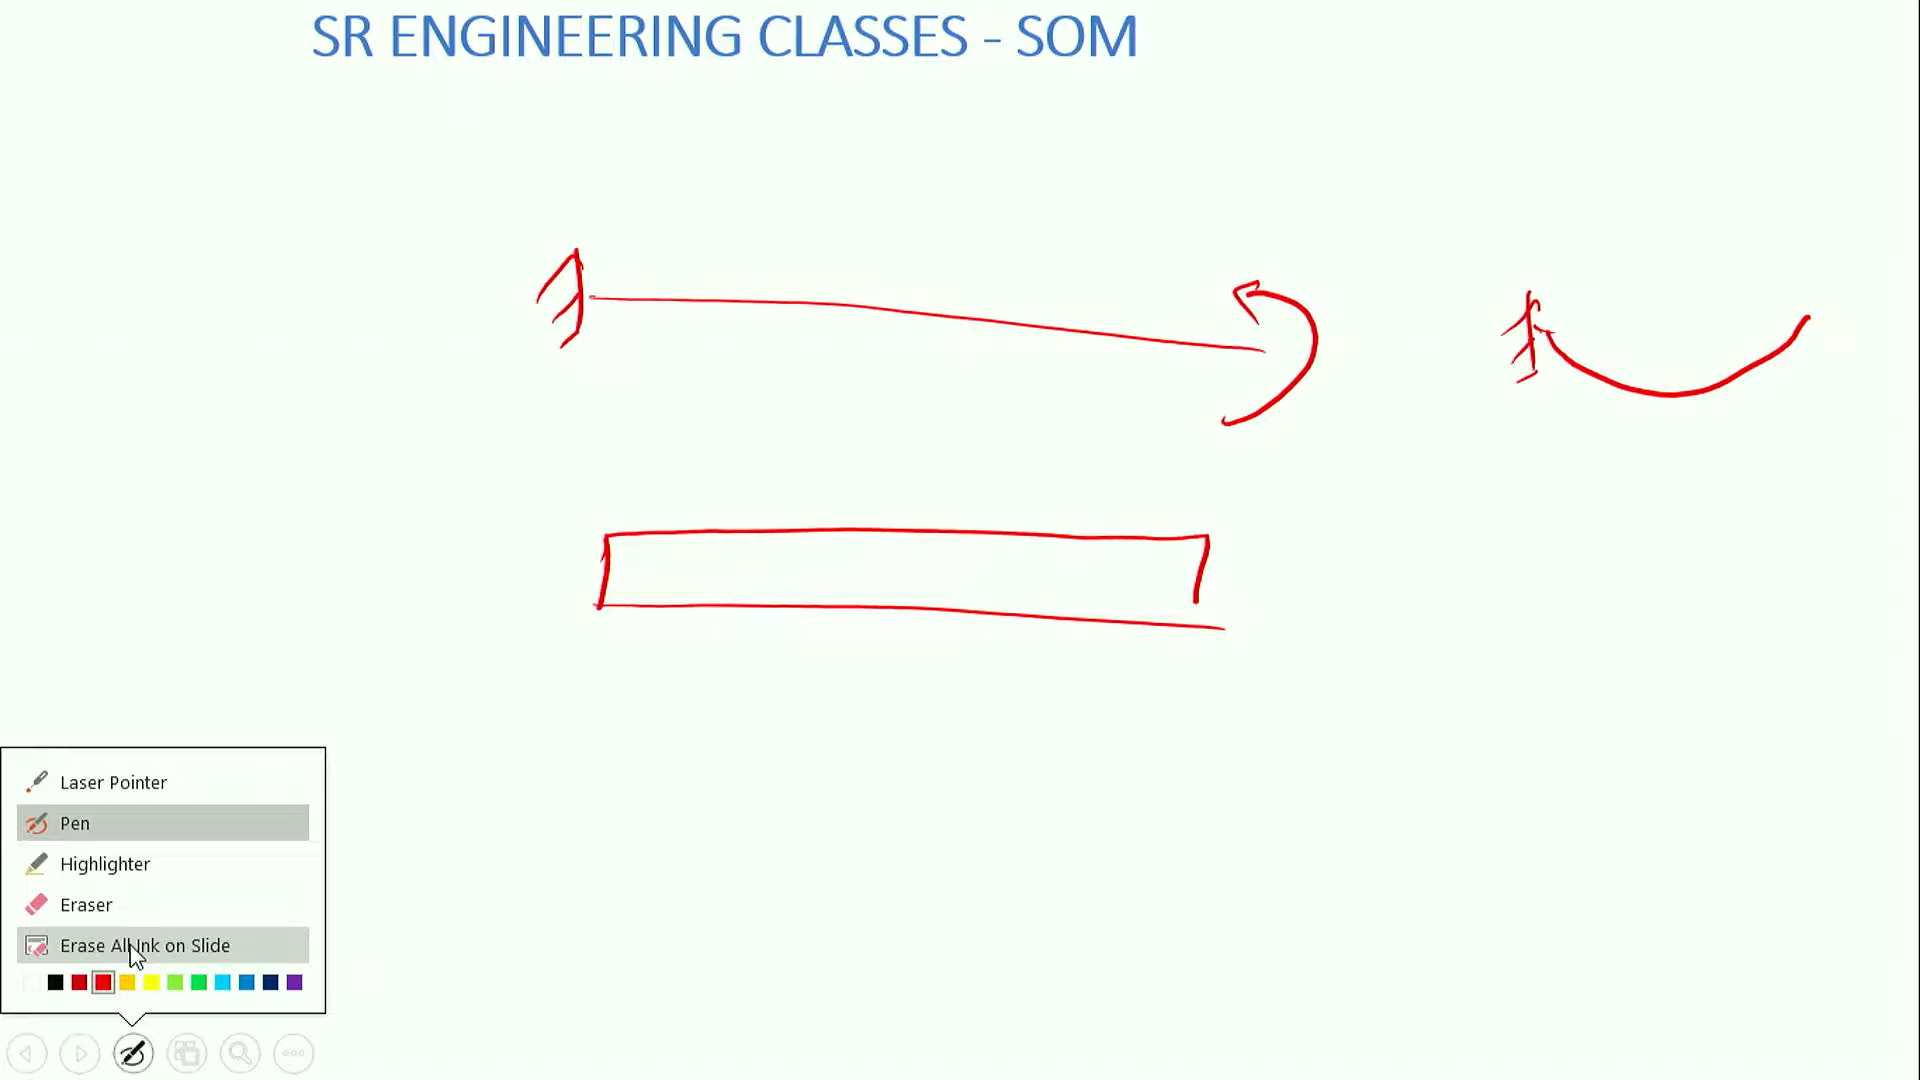 SR ENGINEERING CLASSES - SOM
Laser Pointer
Pen
Highlighter
Eraser
Erase All Ink on Slide